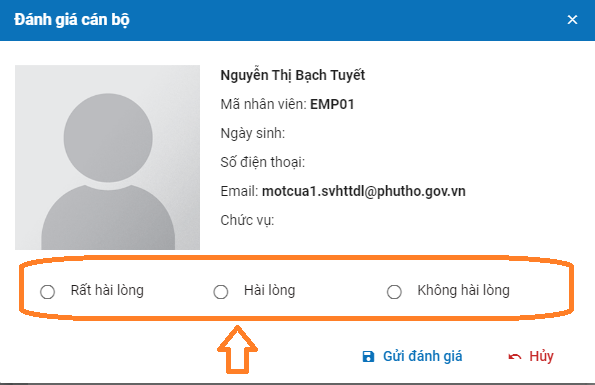 Đánh giá cán bộ
Nguyễn Thị Bạch Tuyết
Mã nhân viên: EMP01
Ngày sinh:
Số điện thoại:
Email: motcua1.svhttdl@phutho.gov.vn
Chức vụ:
Rất hài lòng Hài lòng Không hài lòng
Gửi đánh giá Hủy